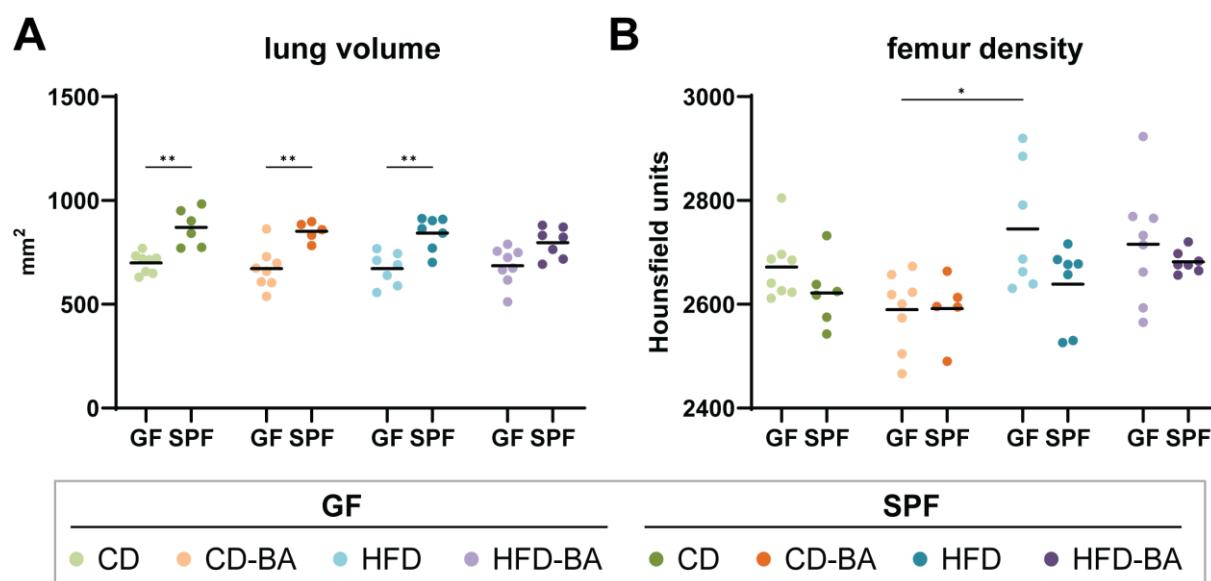 A
lung volume
mm²
1500
1000
500
0
** ** **
GF SPF GF SPF GF SPF GF SPF
B
femur density
Hounsfield units
3000
2800
2600
2400
*
GF SPF GF SPF GF SPF GF SPF
GF SPF
CD CD-BA HFD HFD-BA CD CD-BA HFD HFD-BA